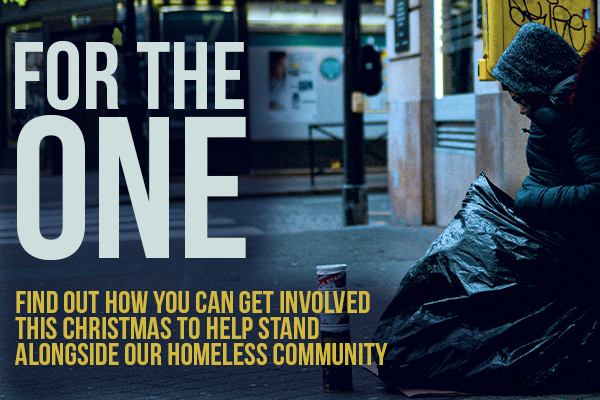 FOR THE
ONE
FIND OUT HOW YOU CAN GET INVOLVED
THIS CHRISTMAS TO HELP STAND
ALONGSIDE OUR HOMELESS COMMUNITY